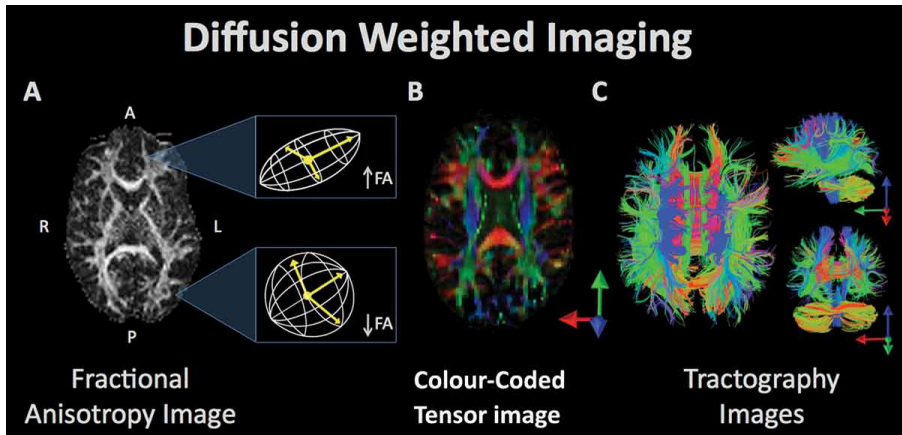 Diffusion Weighted Imaging
A
B
C
A
R
L
P
↑FA
↓FA
Fractional
Anisotropy Image
Colour-Coded
Tensor image
Tractography
Images